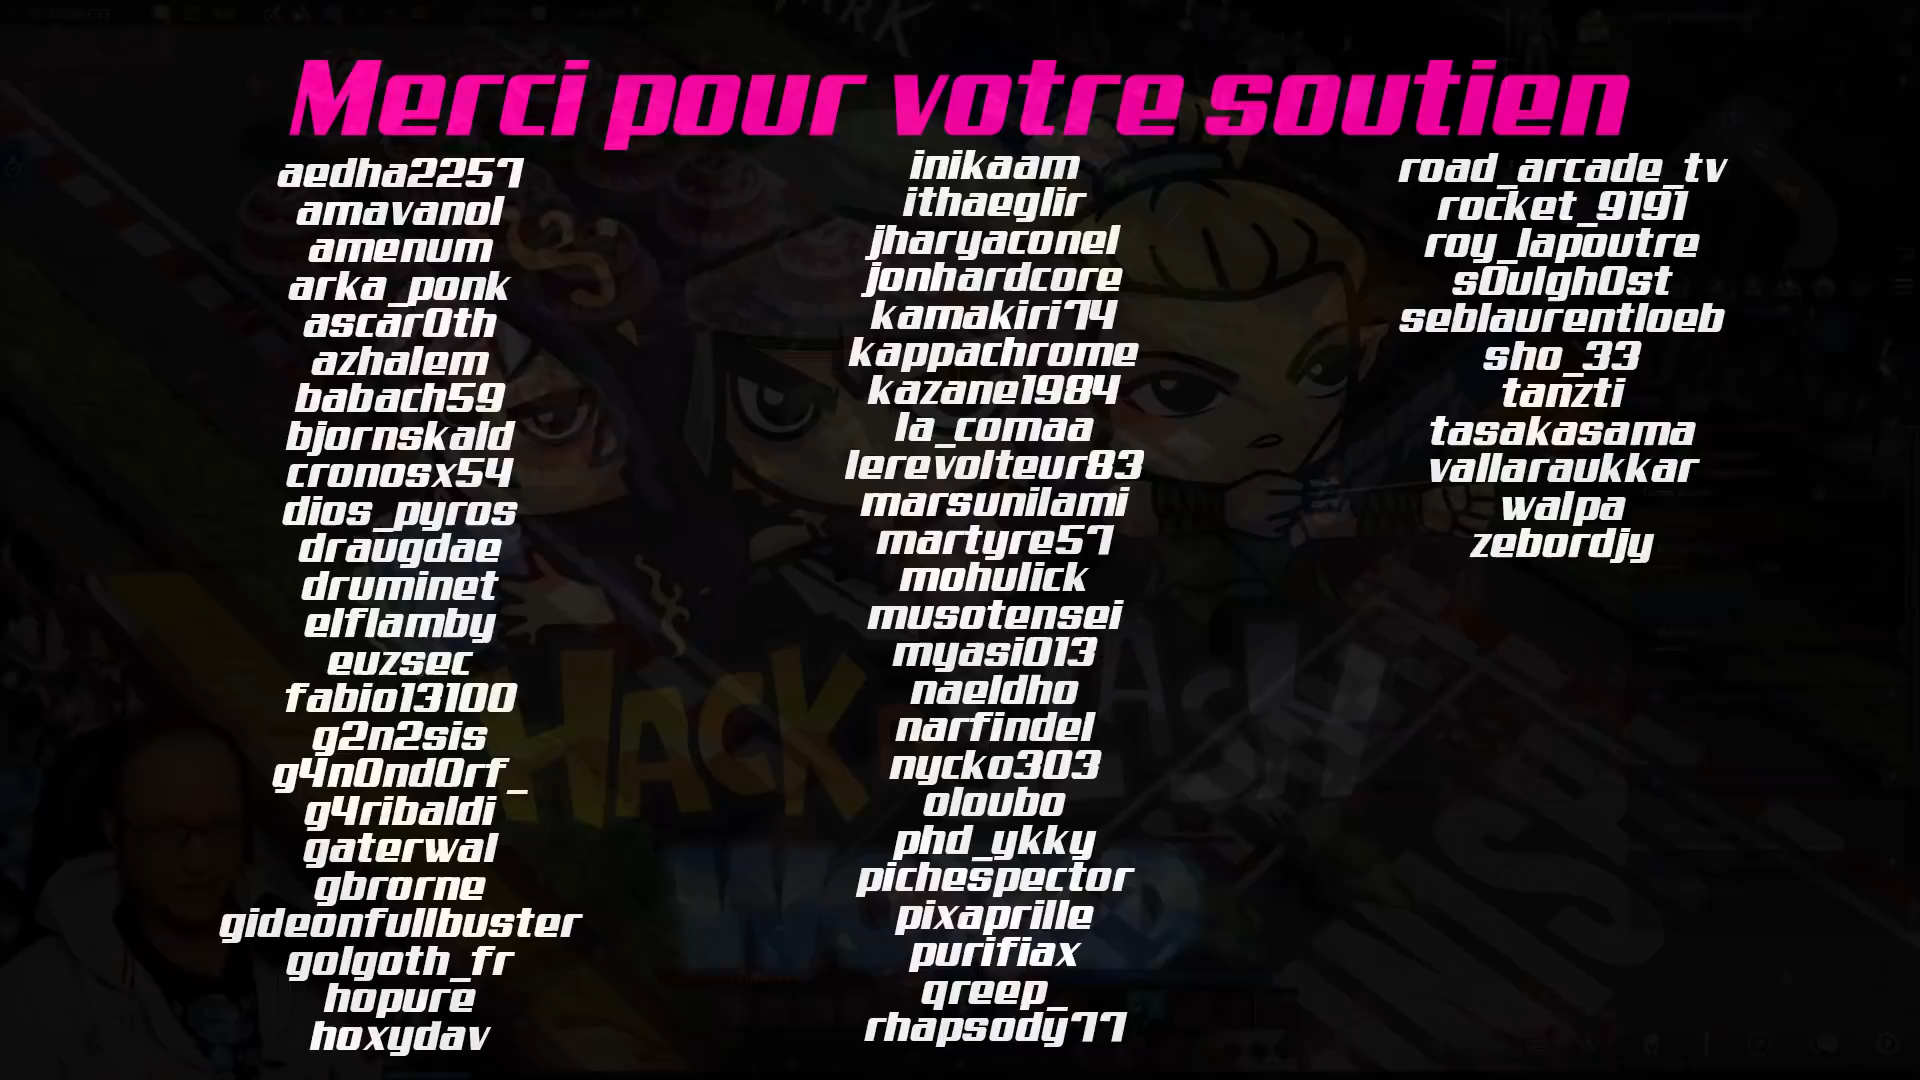 Merci pour votre soutien
aedha2257
amavanol
amenum
arka_ponk
ascar0th
azhalem
babach59
bjornskald
cronosx54
dios_pyros
draugdae
druminet
elflamby
euzsec
fabio13100
g2n2sis
g4n0nd0rf_
g4ribaldi
gaterwal
gbrorne
gideonfullbuster
golgoth_fr
hopure
hoxydav
inikaam
ithaeglir
jharyaconel
jonhardcore
kamakiri74
kappachrome
kazane1984
la_comaa
lerevolteur83
marsunilami
martyre57
mohulick
musotensei
myasi013
naeldho
narfindel
nycko303
oloubo
phd_ykky
pichespector
pixaprille
purifiax
qreep_
rhapsody77
road_arcade_tv
rocket_9191
roy_lapoutre
s0ulgh0st
seblaurentloeb
sho_33
tanzti
tasakasama
vallaraukkar
walpa
zebordjy
HACK